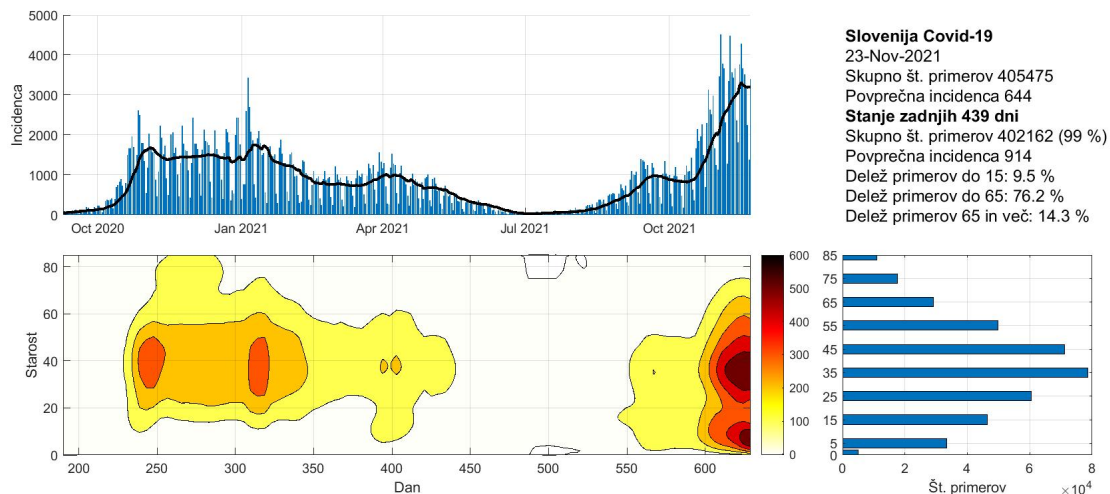 5000
4000
3000
2000
1000
0
Incidenca
Oct 2020
Jan 2021
Apr 2021
Jul 2021
Oct 2021
Slovenija Covid-19
23-Nov-2021
Skupno št. primerov 405475
Povprečna incidenca 644
Stanje zadnjih 439 dni
Skupno št. primerov 402162 (99 %)
Povprečna incidenca 914
Delež primerov do 15: 9.5 %
Delež primerov do 65: 76.2 %
Delež primerov 65 in več: 14.3 %
80
60
40
20
0
Starost
200
250
300
350
400
450
500
550
600
Dan
600
500
400
300
200
100
0
85
75
65
55
45
35
25
15
5
0
0
2
4
6
8
×10⁴
Št. primerov